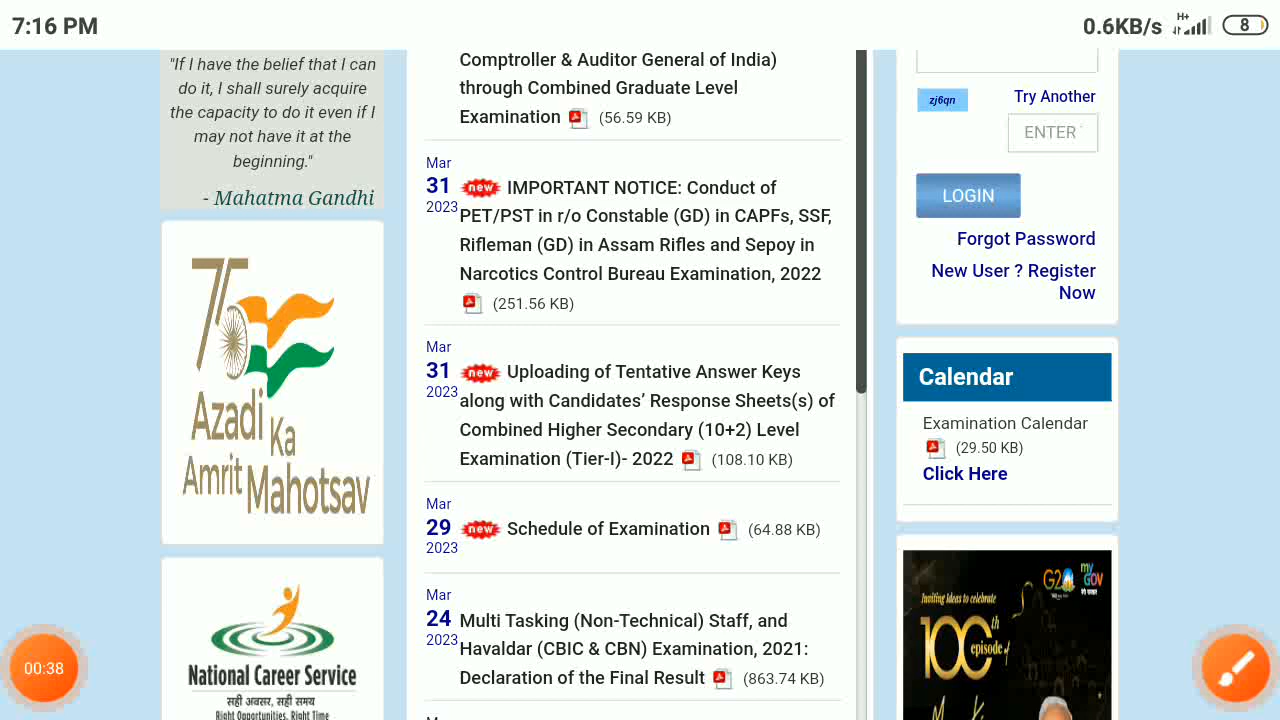 7:16 PM
0.6KB/s
H+
8
"If I have the belief that I can
do it, I shall surely acquire
the capacity to do it even if I
may not have it at the
beginning."
- Mahatma Gandhi
75
Azadi
Ka
Amrit
Mahotsav
National Career Service
सही अवसर, सही समय
Right Opportunities, Right Time
00:38
Comptroller & Auditor General of India)
through Combined Graduate Level
Examination (56.59 KB)
Mar
31
2023
new IMPORTANT NOTICE: Conduct of
PET/PST in r/o Constable (GD) in CAPFs, SSF,
Rifleman (GD) in Assam Rifles and Sepoy in
Narcotics Control Bureau Examination, 2022
(251.56 KB)
Mar
31
2023
new Uploading of Tentative Answer Keys
along with Candidates’ Response Sheets(s) of
Combined Higher Secondary (10+2) Level
Examination (Tier-I)- 2022 (108.10 KB)
Mar
29
2023
new Schedule of Examination (64.88 KB)
Mar
24
2023
Multi Tasking (Non-Technical) Staff, and
Havaldar (CBIC & CBN) Examination, 2021:
Declaration of the Final Result (863.74 KB)
zj6qn
Try Another
ENTER
LOGIN
Forgot Password
New User ? Register
Now
Calendar
Examination Calendar
(29.50 KB)
Click Here
G20
my
GOV
Inviting Ideas to celebrate
100th
episode of